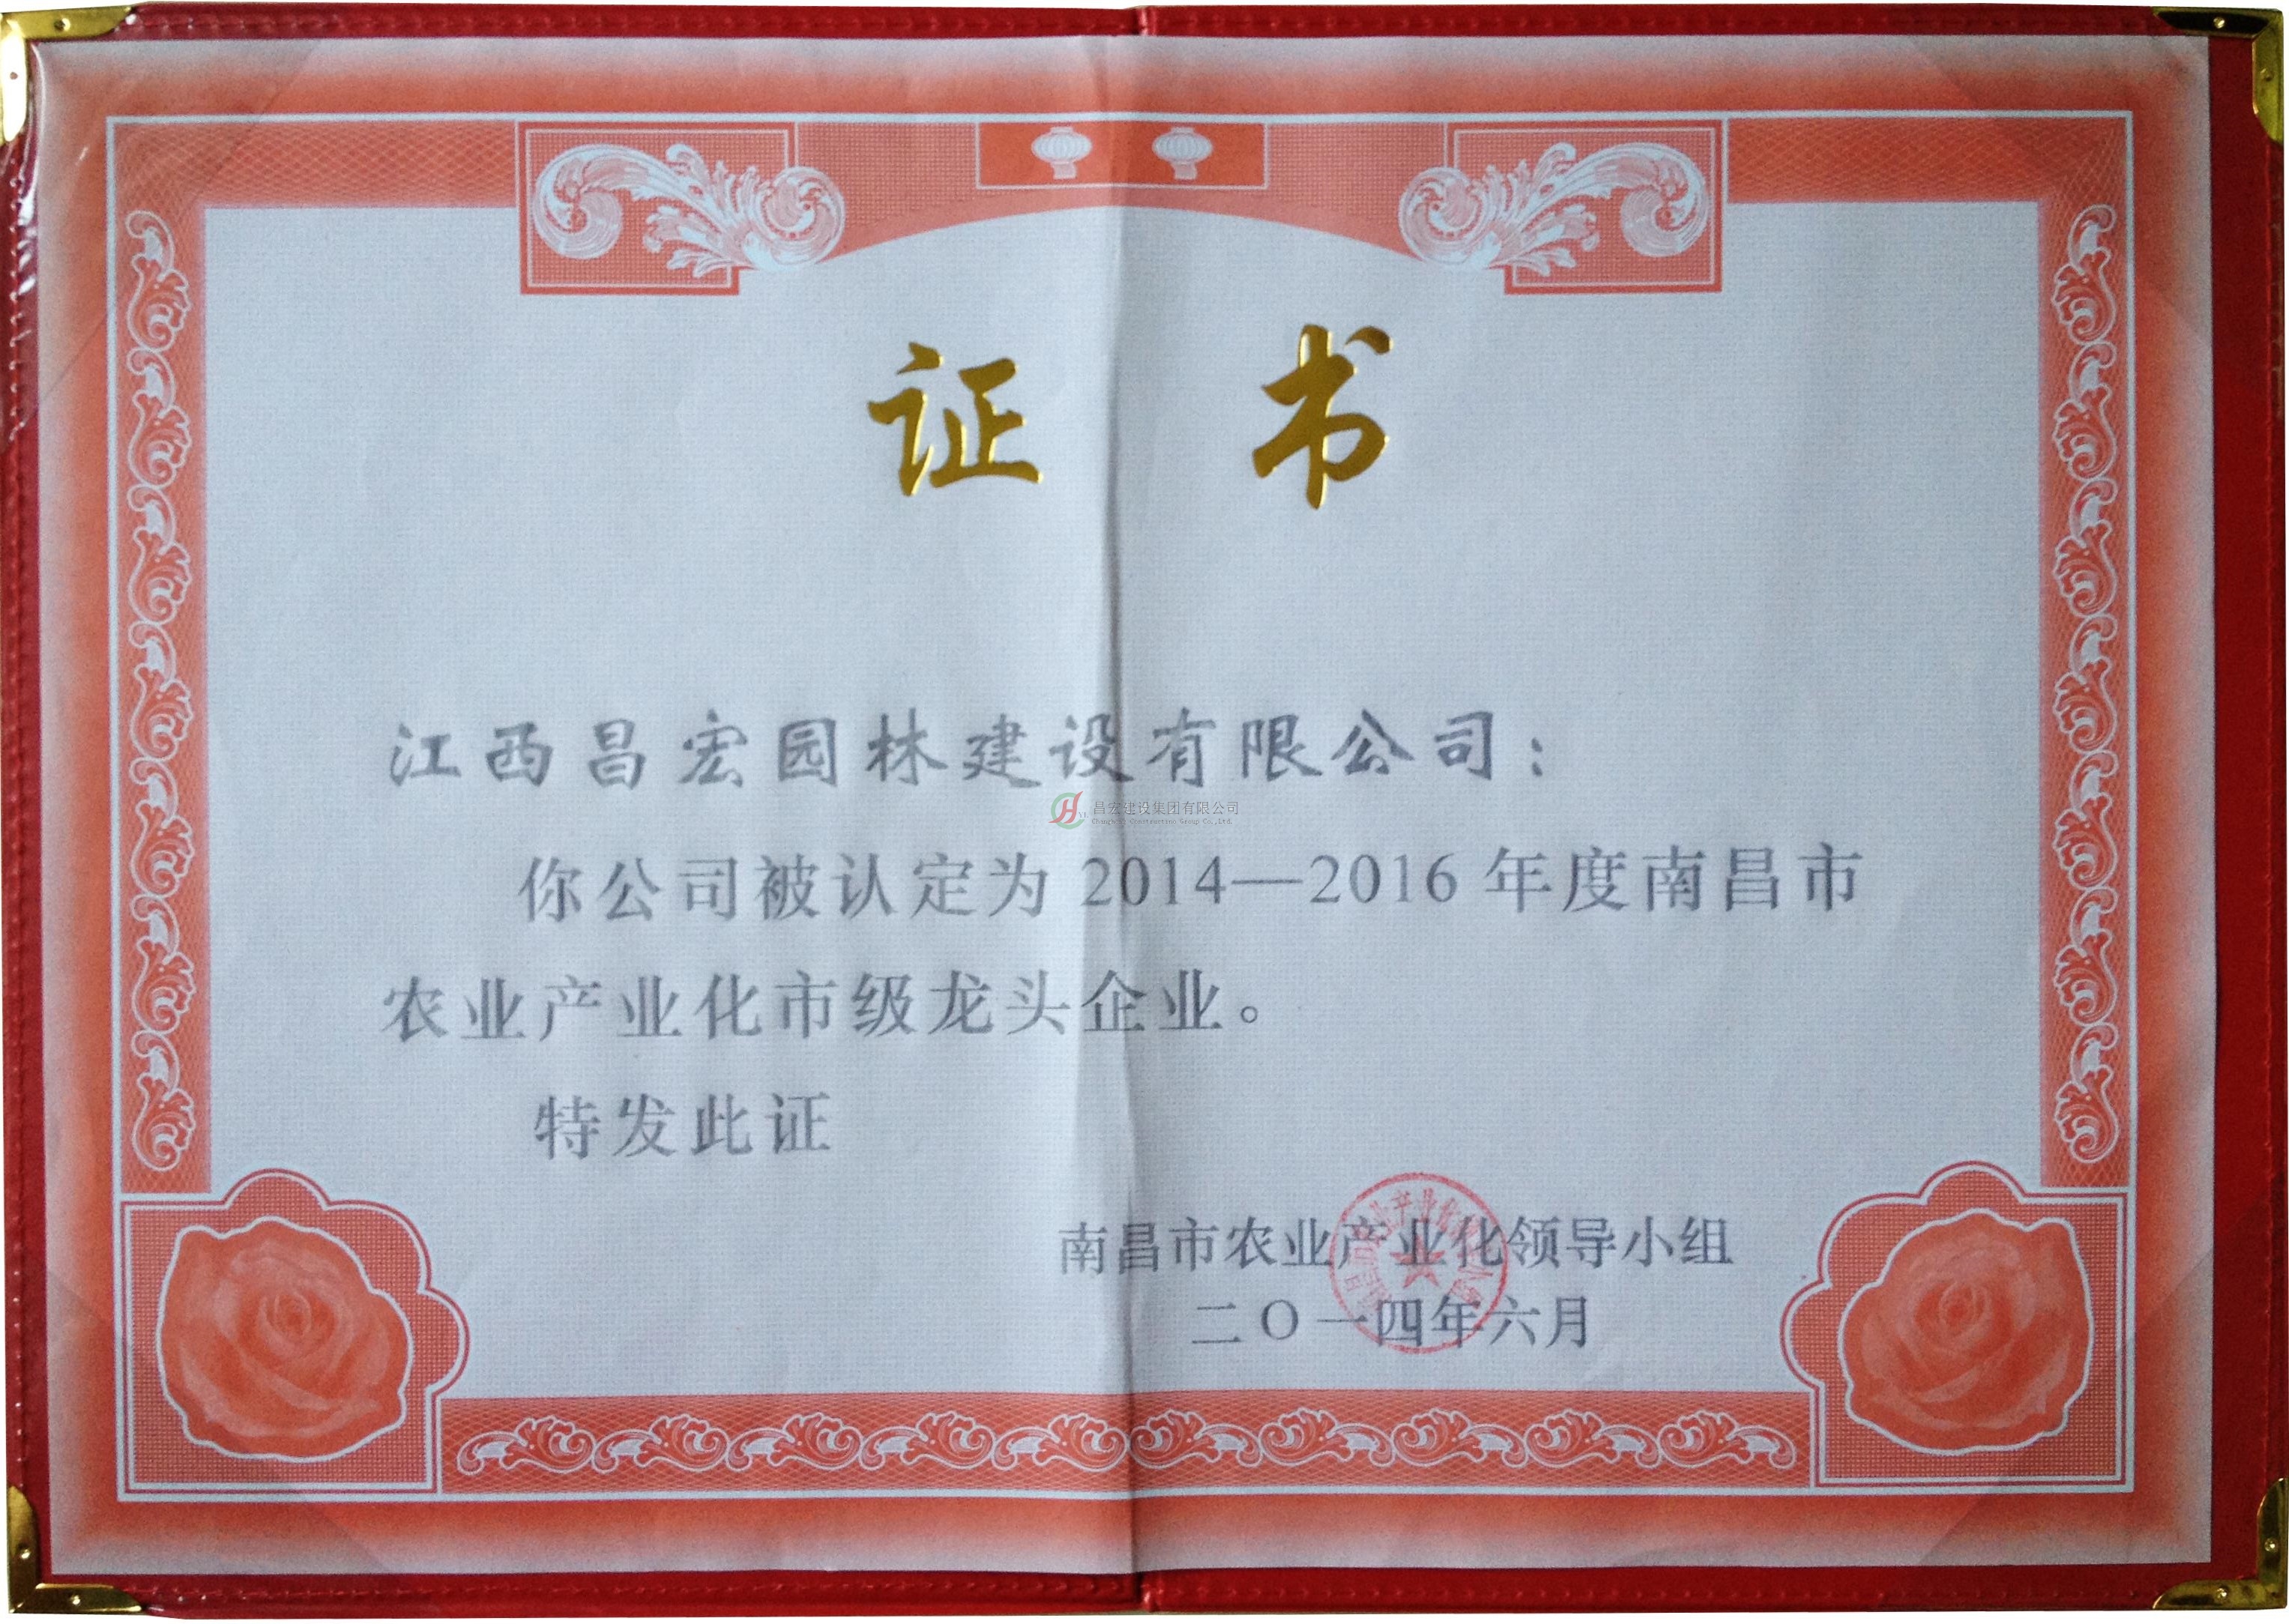 证书
江西昌宏园林建设有限公司：
昌宏建设集团有限公司
你公司被认定为2014—2016年度南昌市
农业产业化市级龙头企业。
特发此证
南昌市农业产业化领导小组
二〇一四年六月